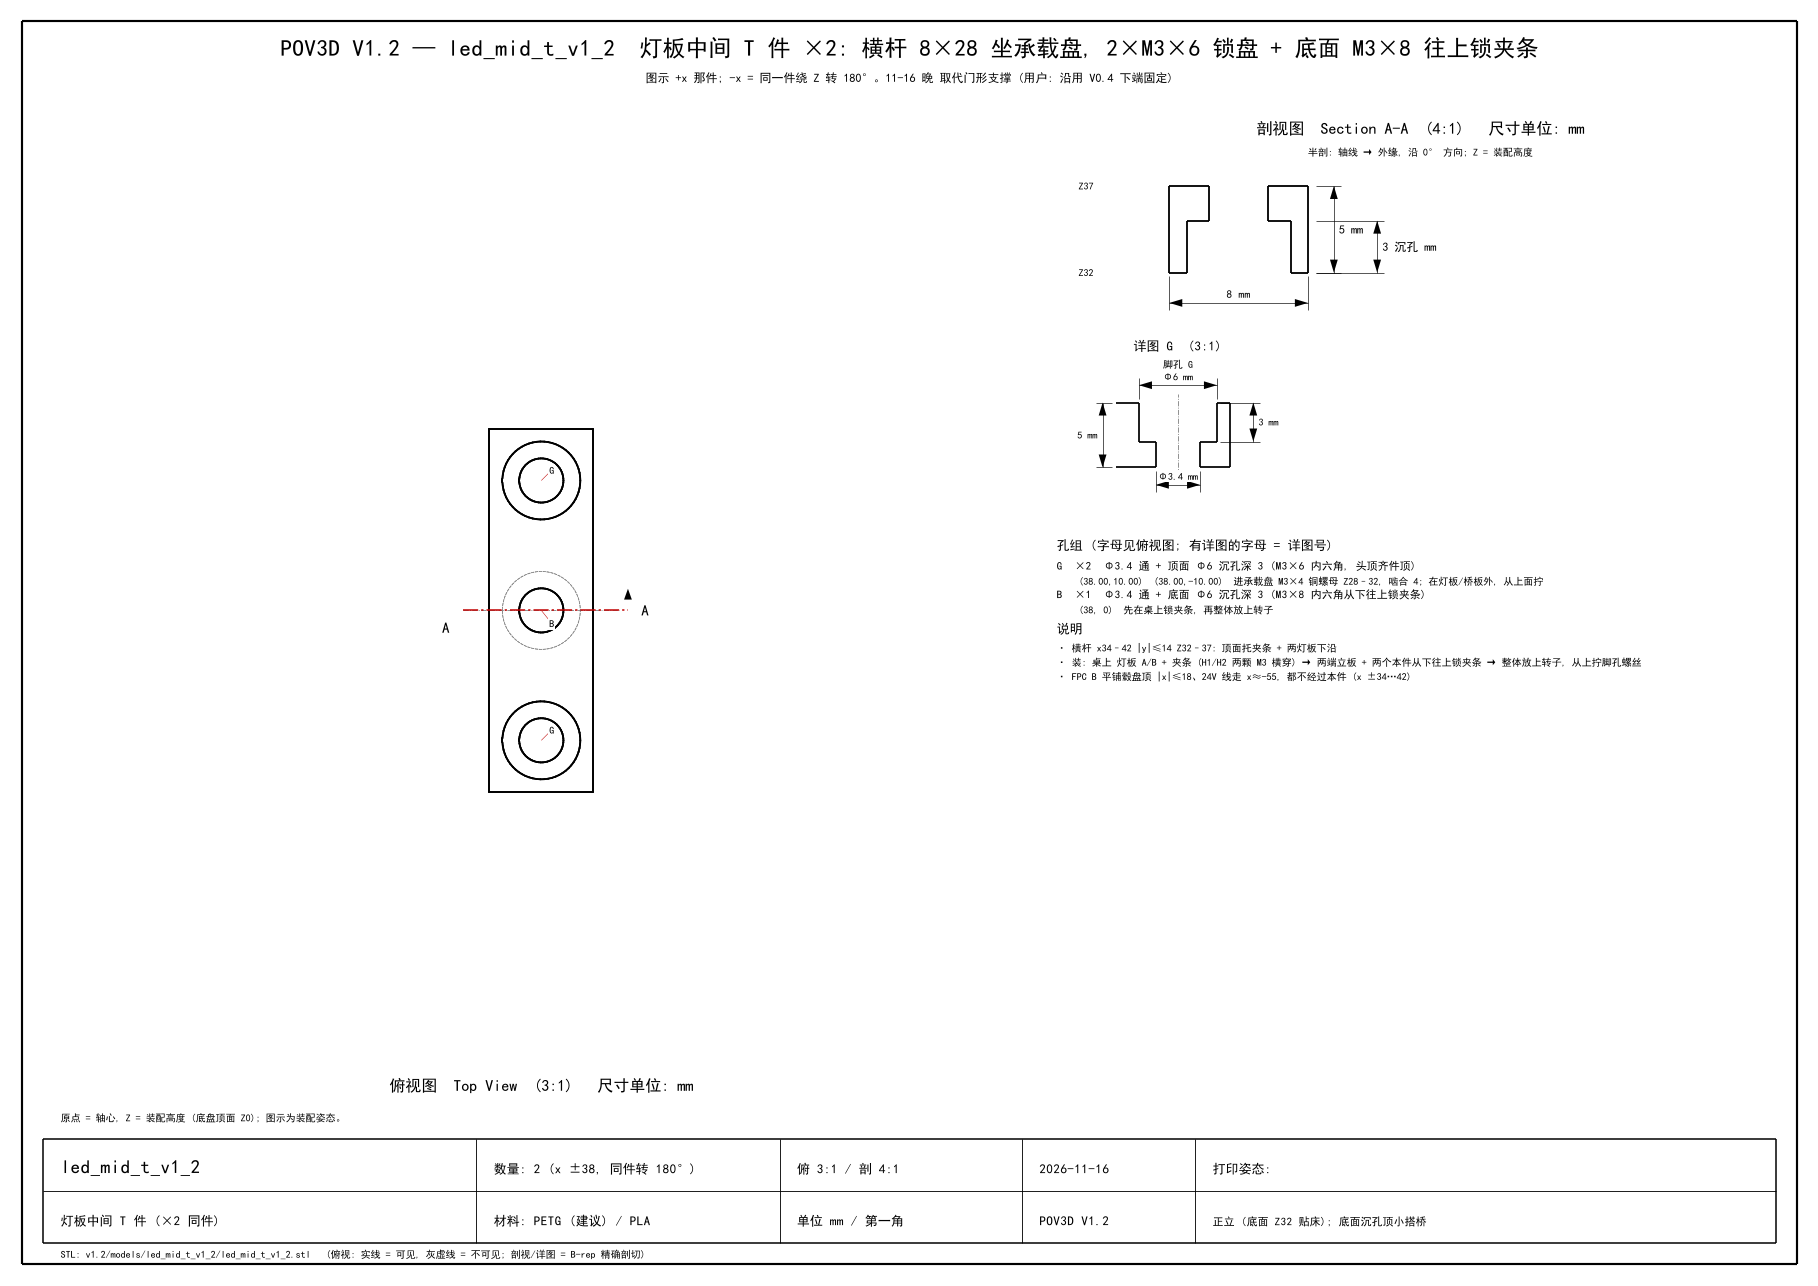 POV3D V1.2 — led_mid_t_v1_2  灯板中间 T 件 ×2: 横杆 8×28 坐承载盘, 2×M3×6 锁盘 + 底面 M3×8 往上锁夹条
图示 +x 那件; -x = 同一件绕 Z 转 180°。11-16 晚 取代门形支撑 (用户: 沿用 V0.4 下端固定)
剖视图  Section A-A  (4:1)  尺寸单位: mm
半剖: 轴线 → 外缘, 沿 0° 方向; Z = 装配高度
Z37
5 mm
3 沉孔 mm
Z32
8 mm
详图 G  (3:1)
脚孔 G
Φ6 mm
5 mm
3 mm
Φ3.4 mm
G
B
G
A
A
孔组 (字母见俯视图; 有详图的字母 = 详图号)
G  ×2  Φ3.4 通 + 顶面 Φ6 沉孔深 3 (M3×6 内六角, 头顶齐件顶)
(38.00,10.00)  (38.00,-10.00)  进承载盘 M3×4 铜螺母 Z28–32, 啮合 4; 在灯板/桥板外, 从上面拧
B  ×1  Φ3.4 通 + 底面 Φ6 沉孔深 3 (M3×8 内六角从下往上锁夹条)
(38, 0)  先在桌上锁夹条, 再整体放上转子
说明
· 横杆 x34–42 |y|≤14 Z32–37: 顶面托夹条 + 两灯板下沿
· 装: 桌上 灯板 A/B + 夹条 (H1/H2 两颗 M3 横穿) → 两端立板 + 两个本件从下往上锁夹条 → 整体放上转子, 从上拧脚孔螺丝
· FPC B 平铺毂盘顶 |x|≤18、24V 线走 x≈-55, 都不经过本件 (x ±34…42)
俯视图  Top View  (3:1)  尺寸单位: mm
原点 = 轴心, Z = 装配高度 (底盘顶面 Z0); 图示为装配姿态。
led_mid_t_v1_2
数量: 2 (x ±38, 同件转 180°)
俯 3:1 / 剖 4:1
2026-11-16
打印姿态:
灯板中间 T 件 (×2 同件)
材料: PETG (建议) / PLA
单位 mm / 第一角
POV3D V1.2
正立 (底面 Z32 贴床); 底面沉孔顶小搭桥
STL: v1.2/models/led_mid_t_v1_2/led_mid_t_v1_2.stl  (俯视: 实线 = 可见, 灰虚线 = 不可见; 剖视/详图 = B-rep 精确剖切)